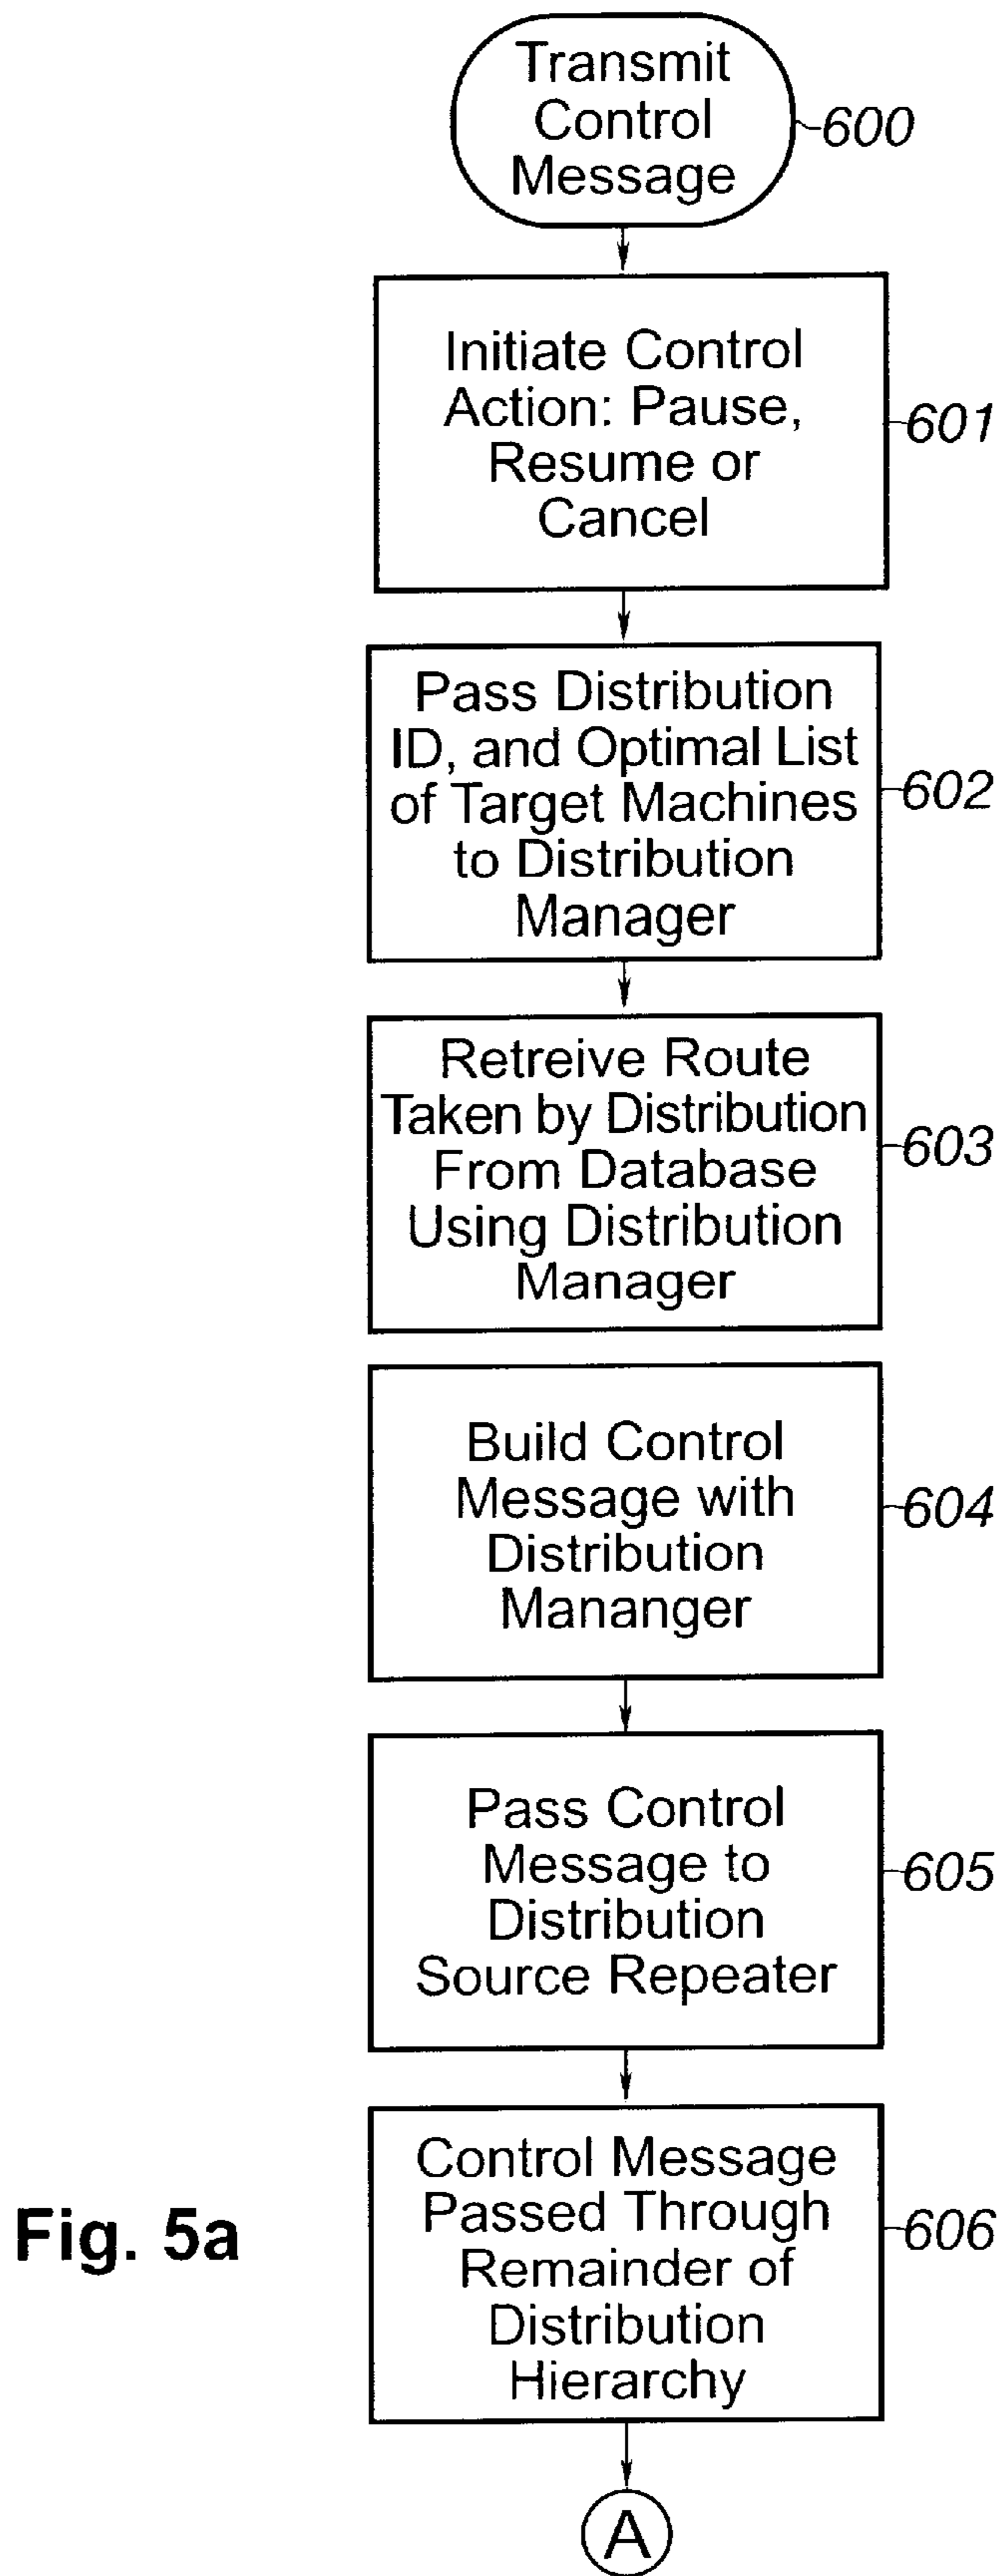 Transmit
Control
Message
600
Initiate Control
Action: Pause,
Resume or
Cancel
601
Pass Distribution
ID, and Optimal List
of Target Machines
to Distribution
Manager
602
Retreive Route
Taken by Distribution
From Database
Using Distribution
Manager
603
Build Control
Message with
Distribution
Mananger
604
Pass Control
Message to
Distribution
Source Repeater
605
Control Message
Passed Through
Remainder of
Distribution
Hierarchy
606
Fig. 5a
A